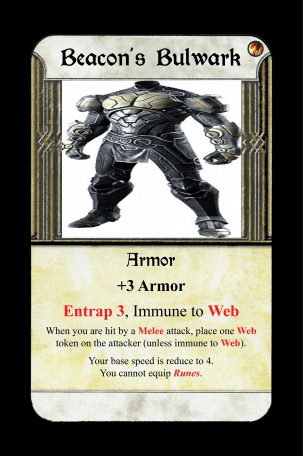 Beacon's Bulwark
Armor
+3 Armor
Entrap 3, Immune to Web
When you are hit by a Melee attack, place one Web
token on the attacker (unless immune to Web).
Your base speed is reduce to 4.
You cannot equip Runes.